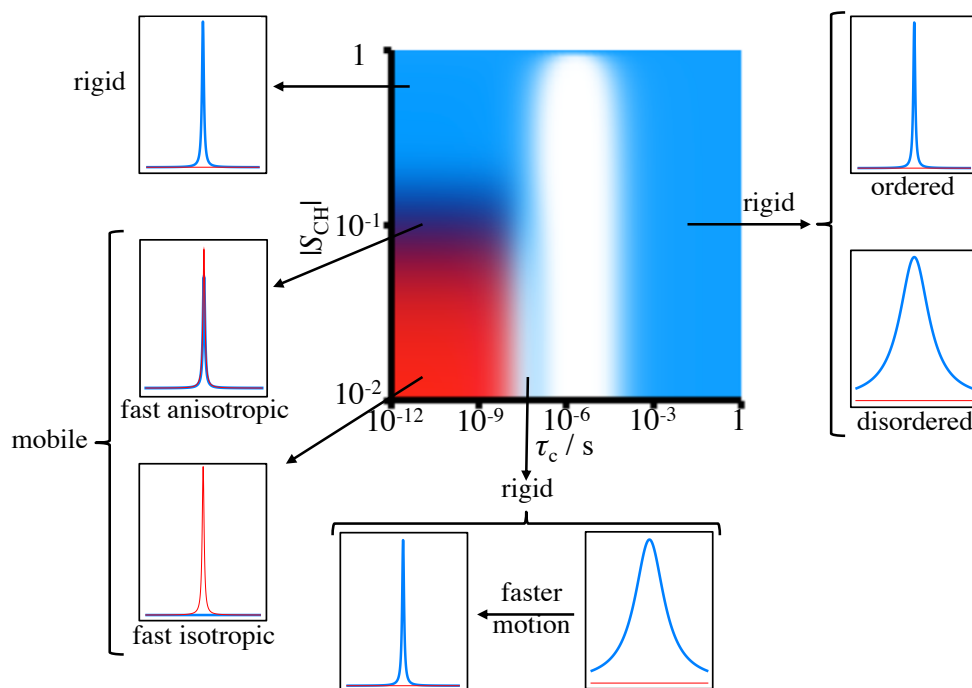 1
rigid
ordered
10⁻¹
|S_CH|
rigid
fast anisotropic
disordered
mobile
10⁻²
10⁻¹² 10⁻⁹ 10⁻⁶ 10⁻³ 1
τ_c / s
rigid
fast isotropic
faster
motion